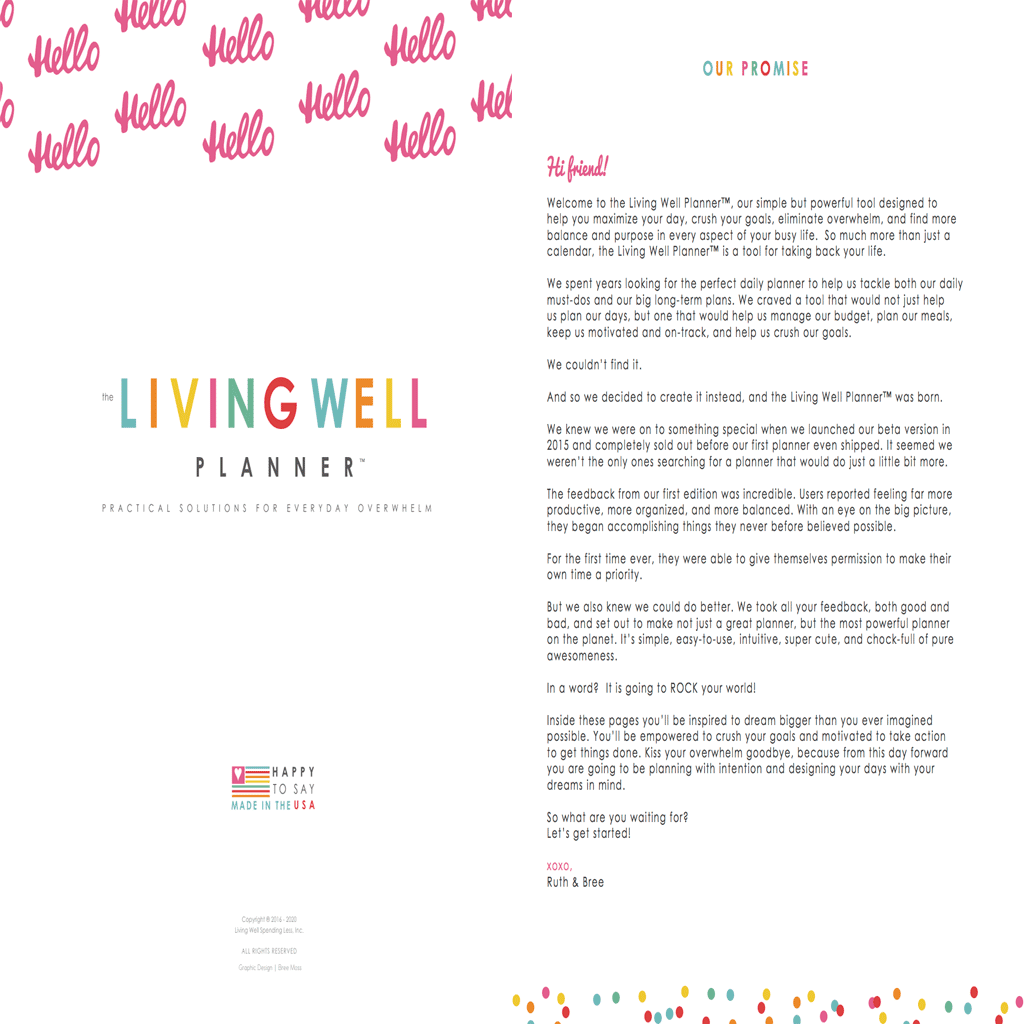 Hello Hello Hello Hello
Hello Hello Hello Hello
Hello Hello
the LIVING WELL
PLANNER™
PRACTICAL SOLUTIONS FOR EVERYDAY OVERWHELM
HAPPY
TO SAY
MADE IN THE USA
Copyright © 2016 - 2020
Living Well Spending Less, Inc.
ALL RIGHTS RESERVED
Graphic Design | Bree Moss
OUR PROMISE
Hi friend!
Welcome to the Living Well Planner™, our simple but powerful tool designed to
help you maximize your day, crush your goals, eliminate overwhelm, and find more
balance and purpose in every aspect of your busy life. So much more than just a
calendar, the Living Well Planner™ is a tool for taking back your life.
We spent years looking for the perfect daily planner to help us tackle both our daily
must-dos and our big long-term plans. We craved a tool that would not just help
us plan our days, but one that would help us manage our budget, plan our meals,
keep us motivated and on-track, and help us crush our goals.
We couldn't find it.
And so we decided to create it instead, and the Living Well Planner™ was born.
We knew we were on to something special when we launched our beta version in
2015 and completely sold out before our first planner even shipped. It seemed we
weren't the only ones searching for a planner that would do just a little bit more.
The feedback from our first edition was incredible. Users reported feeling far more
productive, more organized, and more balanced. With an eye on the big picture,
they began accomplishing things they never before believed possible.
For the first time ever, they were able to give themselves permission to make their
own time a priority.
But we also knew we could do better. We took all your feedback, both good and
bad, and set out to make not just a great planner, but the most powerful planner
on the planet. It's simple, easy-to-use, intuitive, super cute, and chock-full of pure
awesomeness.
In a word? It is going to ROCK your world!
Inside these pages you'll be inspired to dream bigger than you ever imagined
possible. You'll be empowered to crush your goals and motivated to take action
to get things done. Kiss your overwhelm goodbye, because from this day forward
you are going to be planning with intention and designing your days with your
dreams in mind.
So what are you waiting for?
Let's get started!
XOXO,
Ruth & Bree